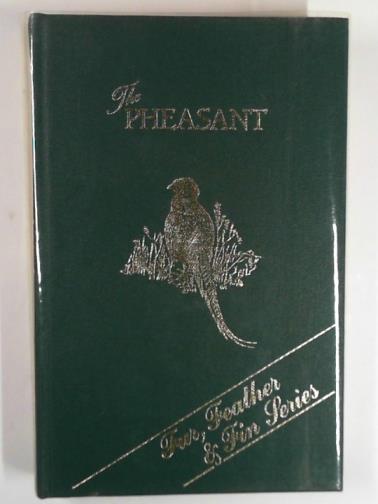 The
PHEASANT
Fur, Feather
& Fin Series